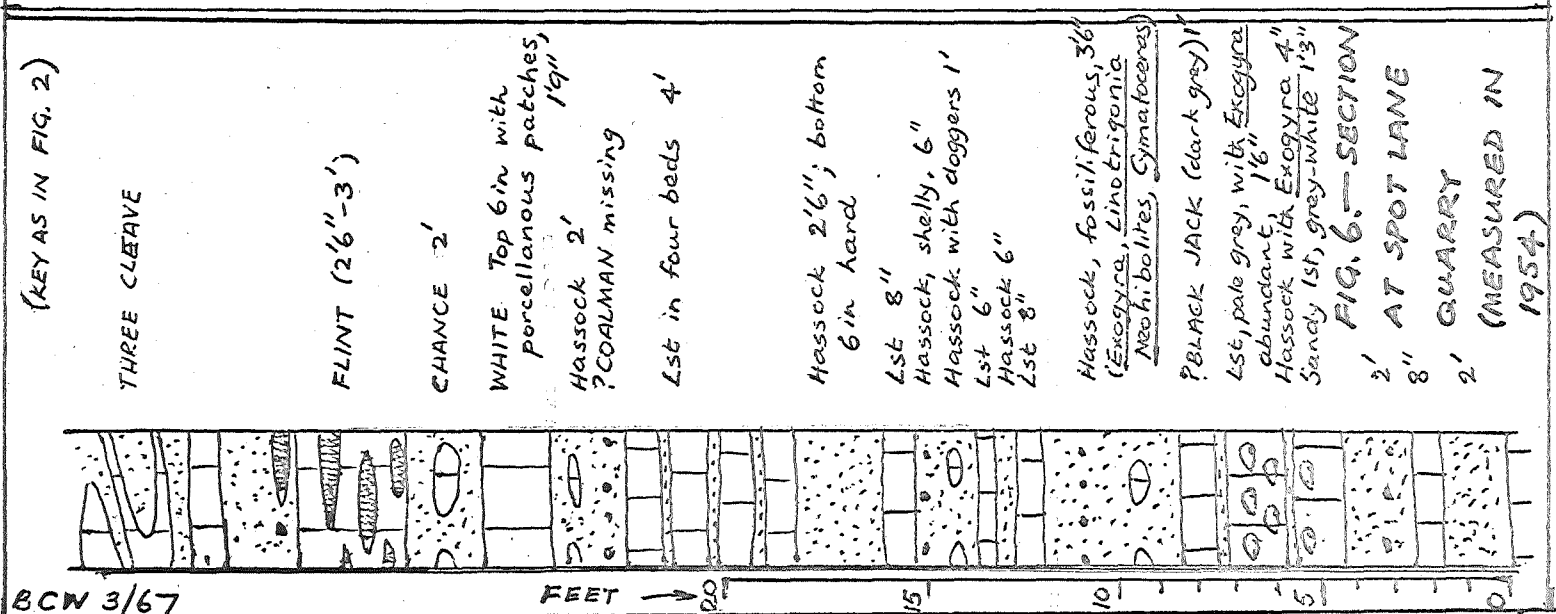 (KEY AS IN FIG. 2)
THREE CLEAVE
FLINT (2'6"-3')
CHANCE 2'
WHITE Top 6in with
porcellanous patches,
1'9"
Hassock 2'
?COALMAN missing
Lst in four beds 4'
Hassock 2'6"; bottom
6in hard
Lst 8"
Hassock, shelly, 6"
Hassock with doggers 1'
Lst 6"
Hassock 6"
Lst 8"
Hassock, fossiliferous, 3'6"
(Exogyra, Linotrigonia
Neohibolites, Cymatoceras)
?BLACK JACK (dark grey) 1'
Lst, pale grey, with Exogyra
abundant, 1'6"
Hassock with Exogyra 4"
Sandy lst, grey-white 1'3"
2'
8"
2'
FIG. 6.—SECTION
AT SPOT LANE
QUARRY
(MEASURED IN
1954)
FEET → 20 15 10 5 0
BCW 3/67